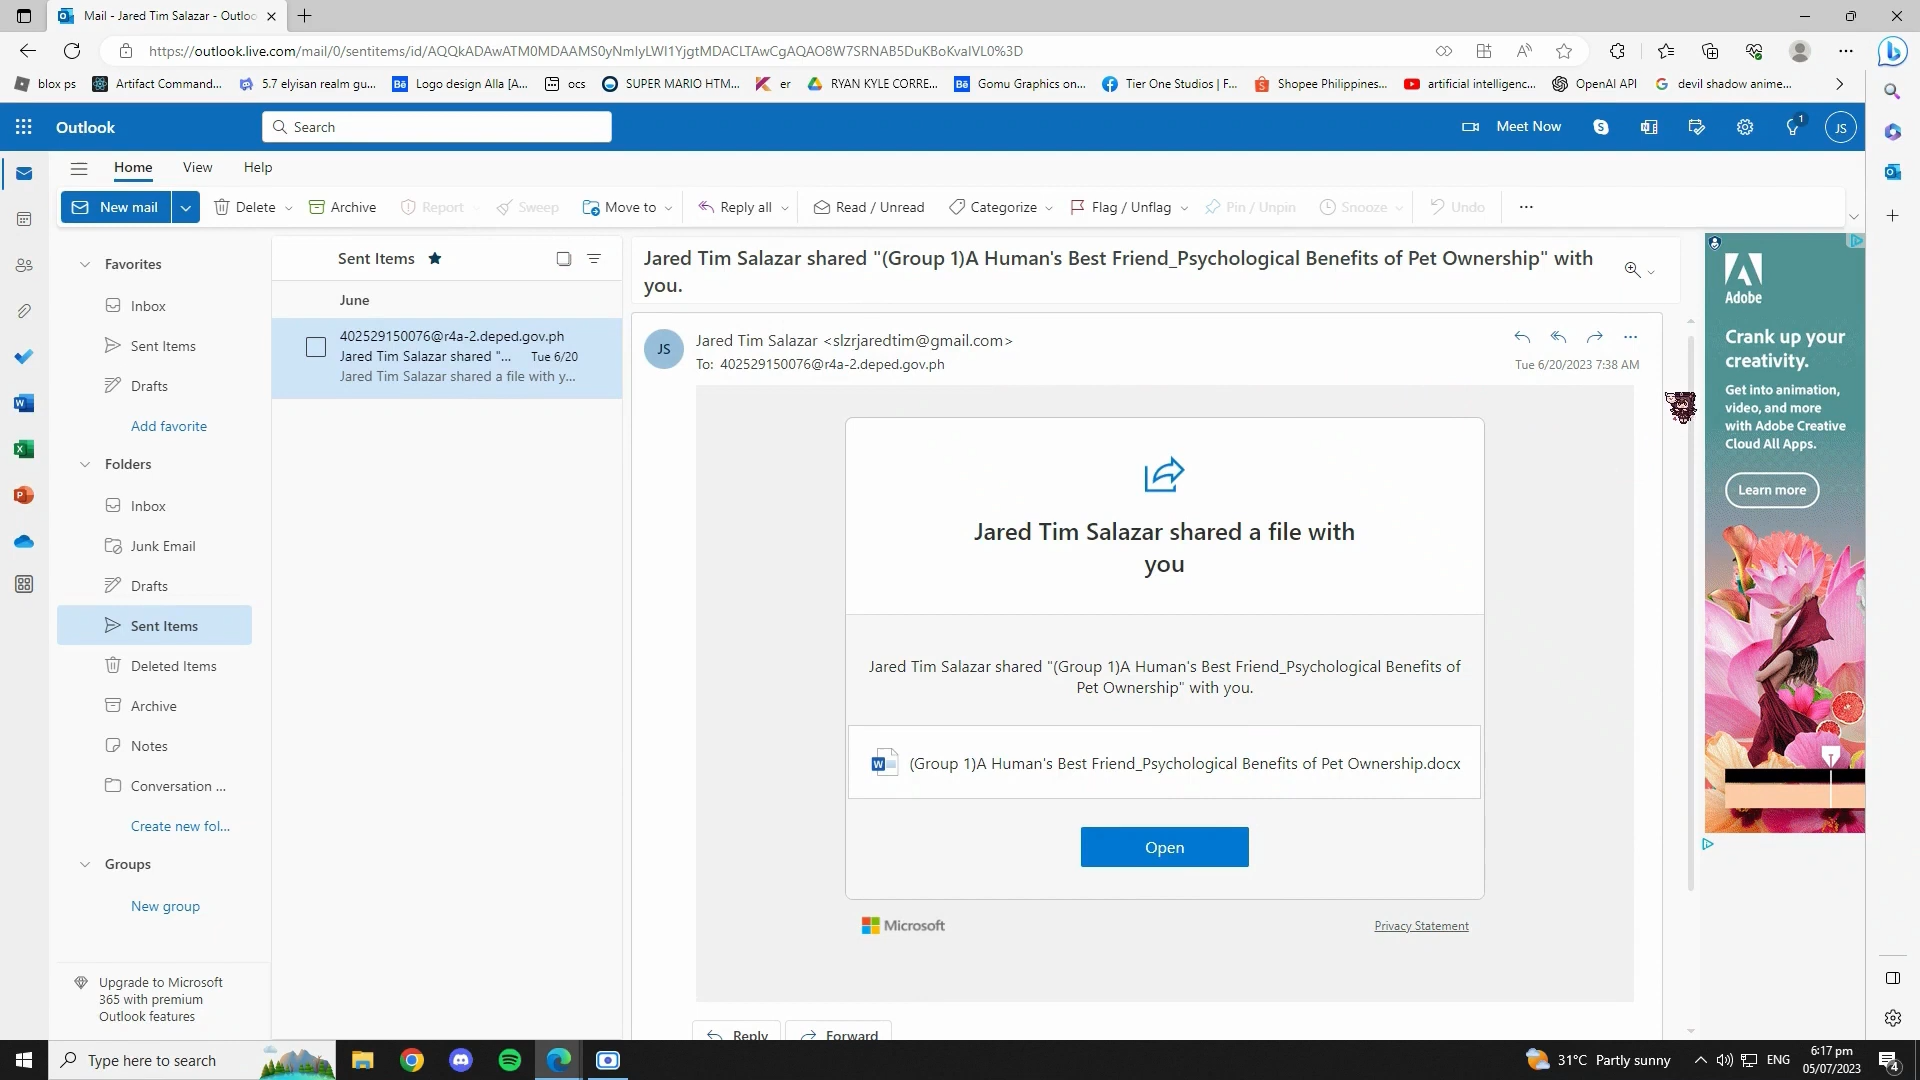 Mail - Jared Tim Salazar - Outloo
https://outlook.live.com/mail/0/sentitems/id/AQQkADAwATM0MDAAMS0yNmIyLWI1YjgtMDACLTAwCgAQAO8W7SRNAB5DuKBoKvaIVL0%3D
blox ps
Artifact Command...
5.7 elyisan realm gu...
Logo design Alla [A...
ocs
SUPER MARIO HTM...
er
RYAN KYLE CORRE...
Gomu Graphics on...
Tier One Studios | F...
Shopee Philippines...
artificial intelligenc...
OpenAI API
devil shadow anime...
Outlook
Search
Meet Now
1
JS
Home
View
Help
New mail
Delete
Archive
Report
Sweep
Move to
Reply all
Read / Unread
Categorize
Flag / Unflag
Pin / Unpin
Snooze
Undo
Favorites
Inbox
Sent Items
Drafts
Add favorite
Folders
Inbox
Junk Email
Drafts
Sent Items
Deleted Items
Archive
Notes
Conversation ...
Create new fol...
Groups
New group
Upgrade to Microsoft
365 with premium
Outlook features
Sent Items
June
402529150076@r4a-2.deped.gov.ph
Jared Tim Salazar shared "... Tue 6/20
Jared Tim Salazar shared a file with y...
Jared Tim Salazar shared "(Group 1)A Human's Best Friend_Psychological Benefits of Pet Ownership" with
you.
JS
Jared Tim Salazar <slzrjaredtim@gmail.com>
To: 402529150076@r4a-2.deped.gov.ph
Tue 6/20/2023 7:38 AM
Jared Tim Salazar shared a file with
you
Jared Tim Salazar shared "(Group 1)A Human's Best Friend_Psychological Benefits of
Pet Ownership" with you.
(Group 1)A Human's Best Friend_Psychological Benefits of Pet Ownership.docx
Open
Microsoft
Privacy Statement
Reply
Forward
Adobe
Crank up your
creativity.
Get into animation,
video, and more
with Adobe Creative
Cloud All Apps.
Learn more
Type here to search
31°C Partly sunny
ENG
6:17 pm
05/07/2023
4